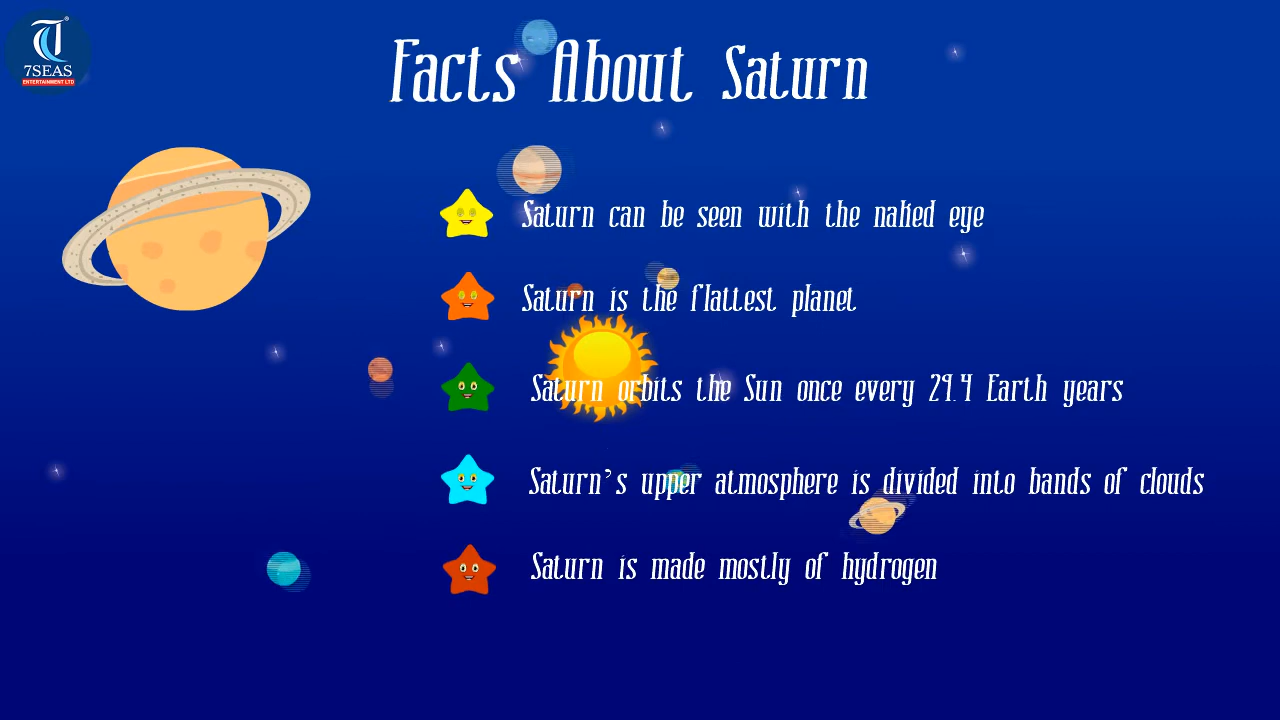 7SEAS
ENTERTAINMENT LTD
Facts About Saturn
Saturn can be seen with the naked eye
Saturn is the flattest planet
Saturn orbits the Sun once every 29.4 Earth years
Saturn's upper atmosphere is divided into bands of clouds
Saturn is made mostly of hydrogen